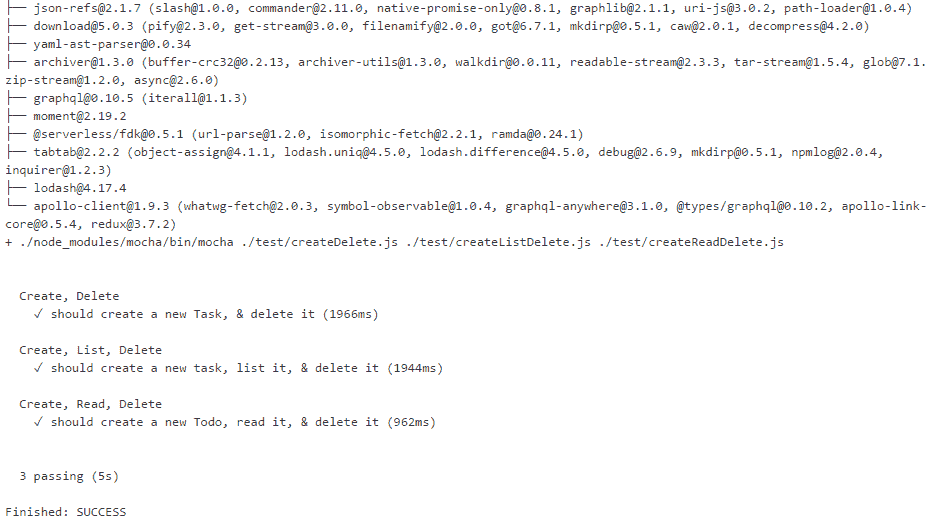 ├── json-refs@2.1.7 (slash@1.0.0, commander@2.11.0, native-promise-only@0.8.1, graphlib@2.1.1, uri-js@3.0.2, path-loader@1.0.4)
├── download@5.0.3 (pify@2.3.0, get-stream@3.0.0, filenamify@2.0.0, got@6.7.1, mkdirp@0.5.1, caw@2.0.1, decompress@4.2.0)
├── yaml-ast-parser@0.0.34
├── archiver@1.3.0 (buffer-crc32@0.2.13, archiver-utils@1.3.0, walkdir@0.0.11, readable-stream@2.3.3, tar-stream@1.5.4, glob@7.1.
zip-stream@1.2.0, async@2.6.0)
├── graphql@0.10.5 (iterall@1.1.3)
├── moment@2.19.2
├── @serverless/fdk@0.5.1 (url-parse@1.2.0, isomorphic-fetch@2.2.1, ramda@0.24.1)
├── tabtab@2.2.2 (object-assign@4.1.1, lodash.uniq@4.5.0, lodash.difference@4.5.0, debug@2.6.9, mkdirp@0.5.1, npmlog@2.0.4,
inquirer@1.2.3)
├── lodash@4.17.4
└── apollo-client@1.9.3 (whatwg-fetch@2.0.3, symbol-observable@1.0.4, graphql-anywhere@3.1.0, @types/graphql@0.10.2, apollo-link-
core@0.5.4, redux@3.7.2)
+ ./node_modules/mocha/bin/mocha ./test/createDelete.js ./test/createListDelete.js ./test/createReadDelete.js
Create, Delete
✓ should create a new Task, & delete it (1966ms)
Create, List, Delete
✓ should create a new task, list it, & delete it (1944ms)
Create, Read, Delete
✓ should create a new Todo, read it, & delete it (962ms)
3 passing (5s)
Finished: SUCCESS